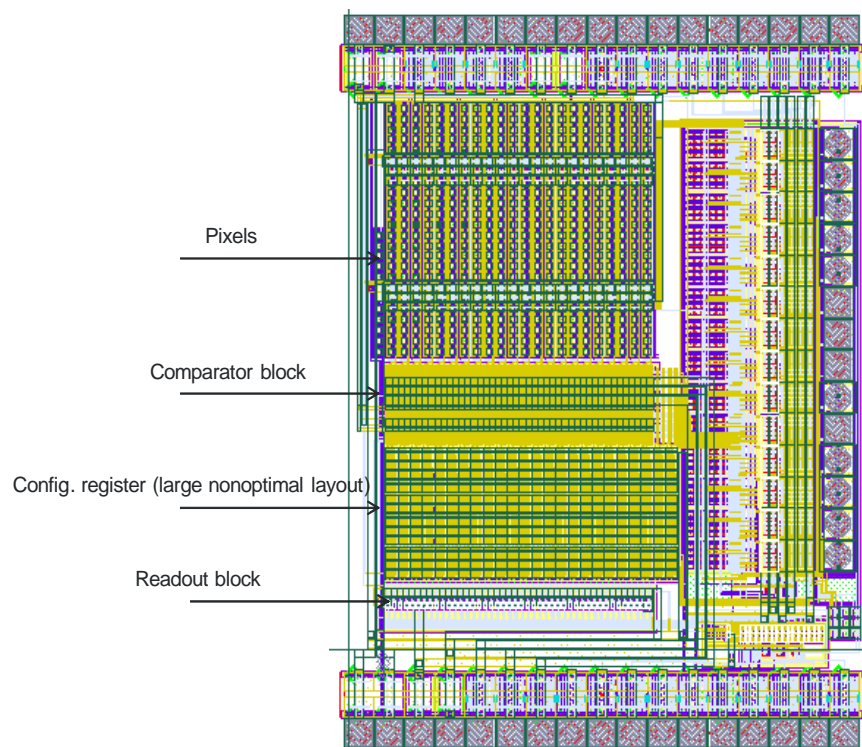 Pixels
Comparator block
Config. register (large nonoptimal layout)
Readout block